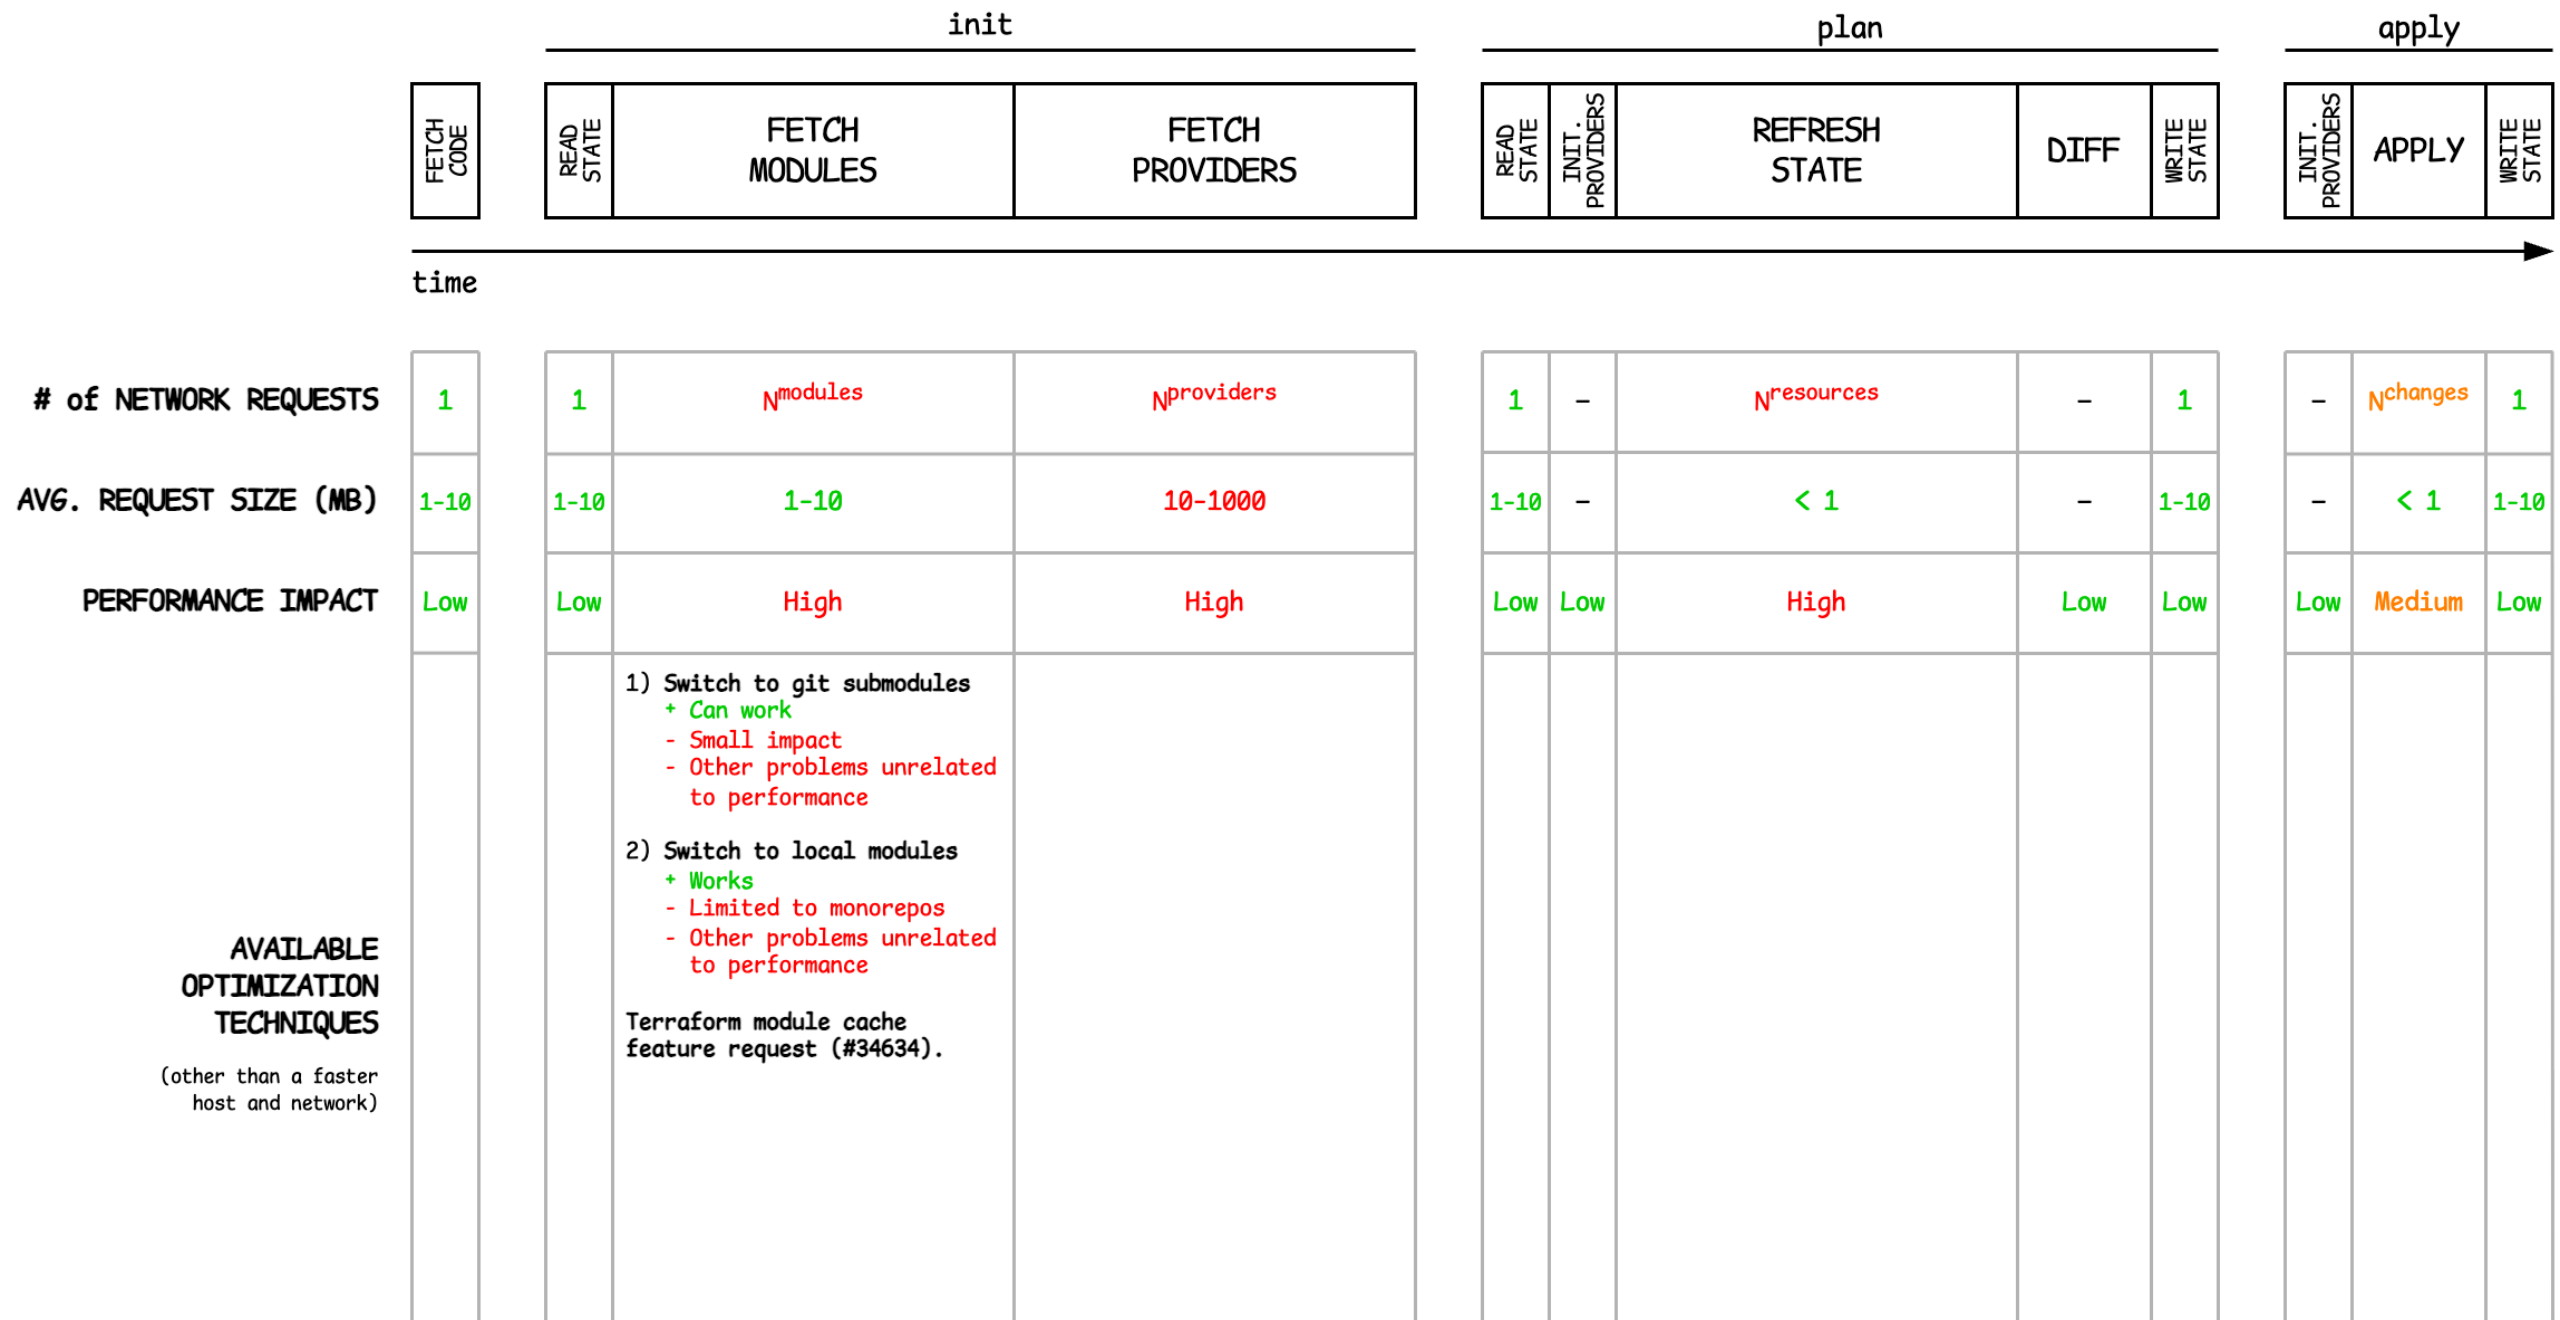 init
plan
apply
FETCH
CODE
READ
STATE
FETCH
MODULES
FETCH
PROVIDERS
READ
STATE
INIT.
PROVIDERS
REFRESH
STATE
DIFF
WRITE
STATE
INIT.
PROVIDERS
APPLY
WRITE
STATE
time
# of NETWORK REQUESTS 1 1 Nmodules Nproviders 1 – Nresources – 1 – Nchanges 1
AVG. REQUEST SIZE (MB) 1-10 1-10 1-10 10-1000 1-10 – < 1 – 1-10 – < 1 1-10
PERFORMANCE IMPACT Low Low High High Low Low High Low Low Low Medium Low
AVAILABLE
OPTIMIZATION
TECHNIQUES
(other than a faster
host and network)
1) Switch to git submodules
+ Can work
- Small impact
- Other problems unrelated
to performance
2) Switch to local modules
+ Works
- Limited to monorepos
- Other problems unrelated
to performance
Terraform module cache
feature request (#34634).